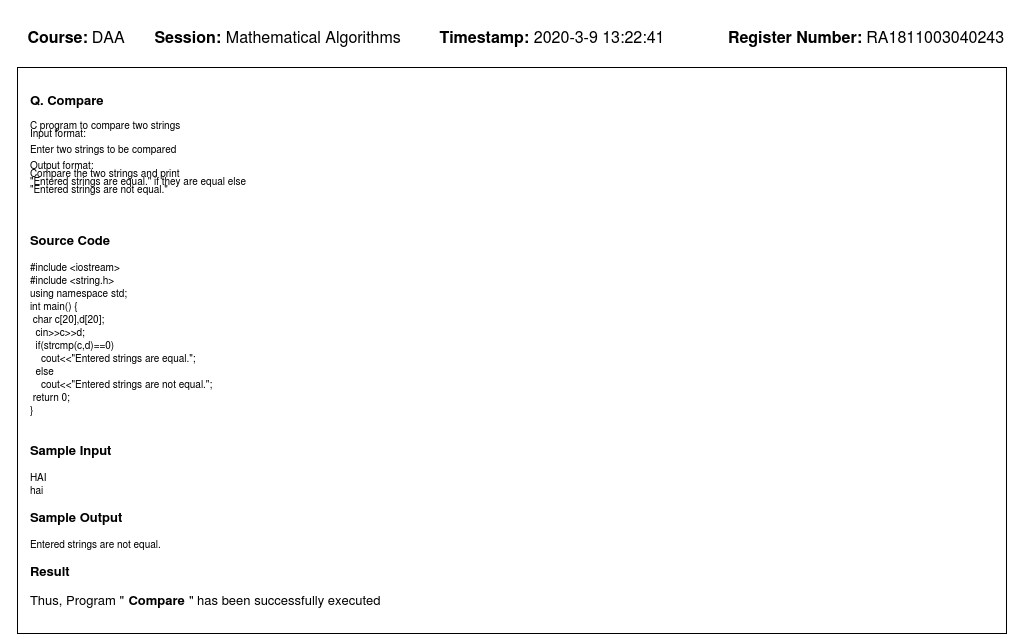 Course: DAA Session: Mathematical Algorithms Timestamp: 2020-3-9 13:22:41 Register Number: RA1811003040243
Q. Compare
C program to compare two strings
Input format:
Enter two strings to be compared
Output format:
Compare the two strings and print
"Entered strings are equal." if they are equal else
"Entered strings are not equal."
Source Code
#include <iostream>
#include <string.h>
using namespace std;
int main() {
char c[20],d[20];
cin>>c>>d;
if(strcmp(c,d)==0)
cout<<"Entered strings are equal.";
else
cout<<"Entered strings are not equal.";
return 0;
}
Sample Input
HAI
hai
Sample Output
Entered strings are not equal.
Result
Thus, Program " Compare " has been successfully executed